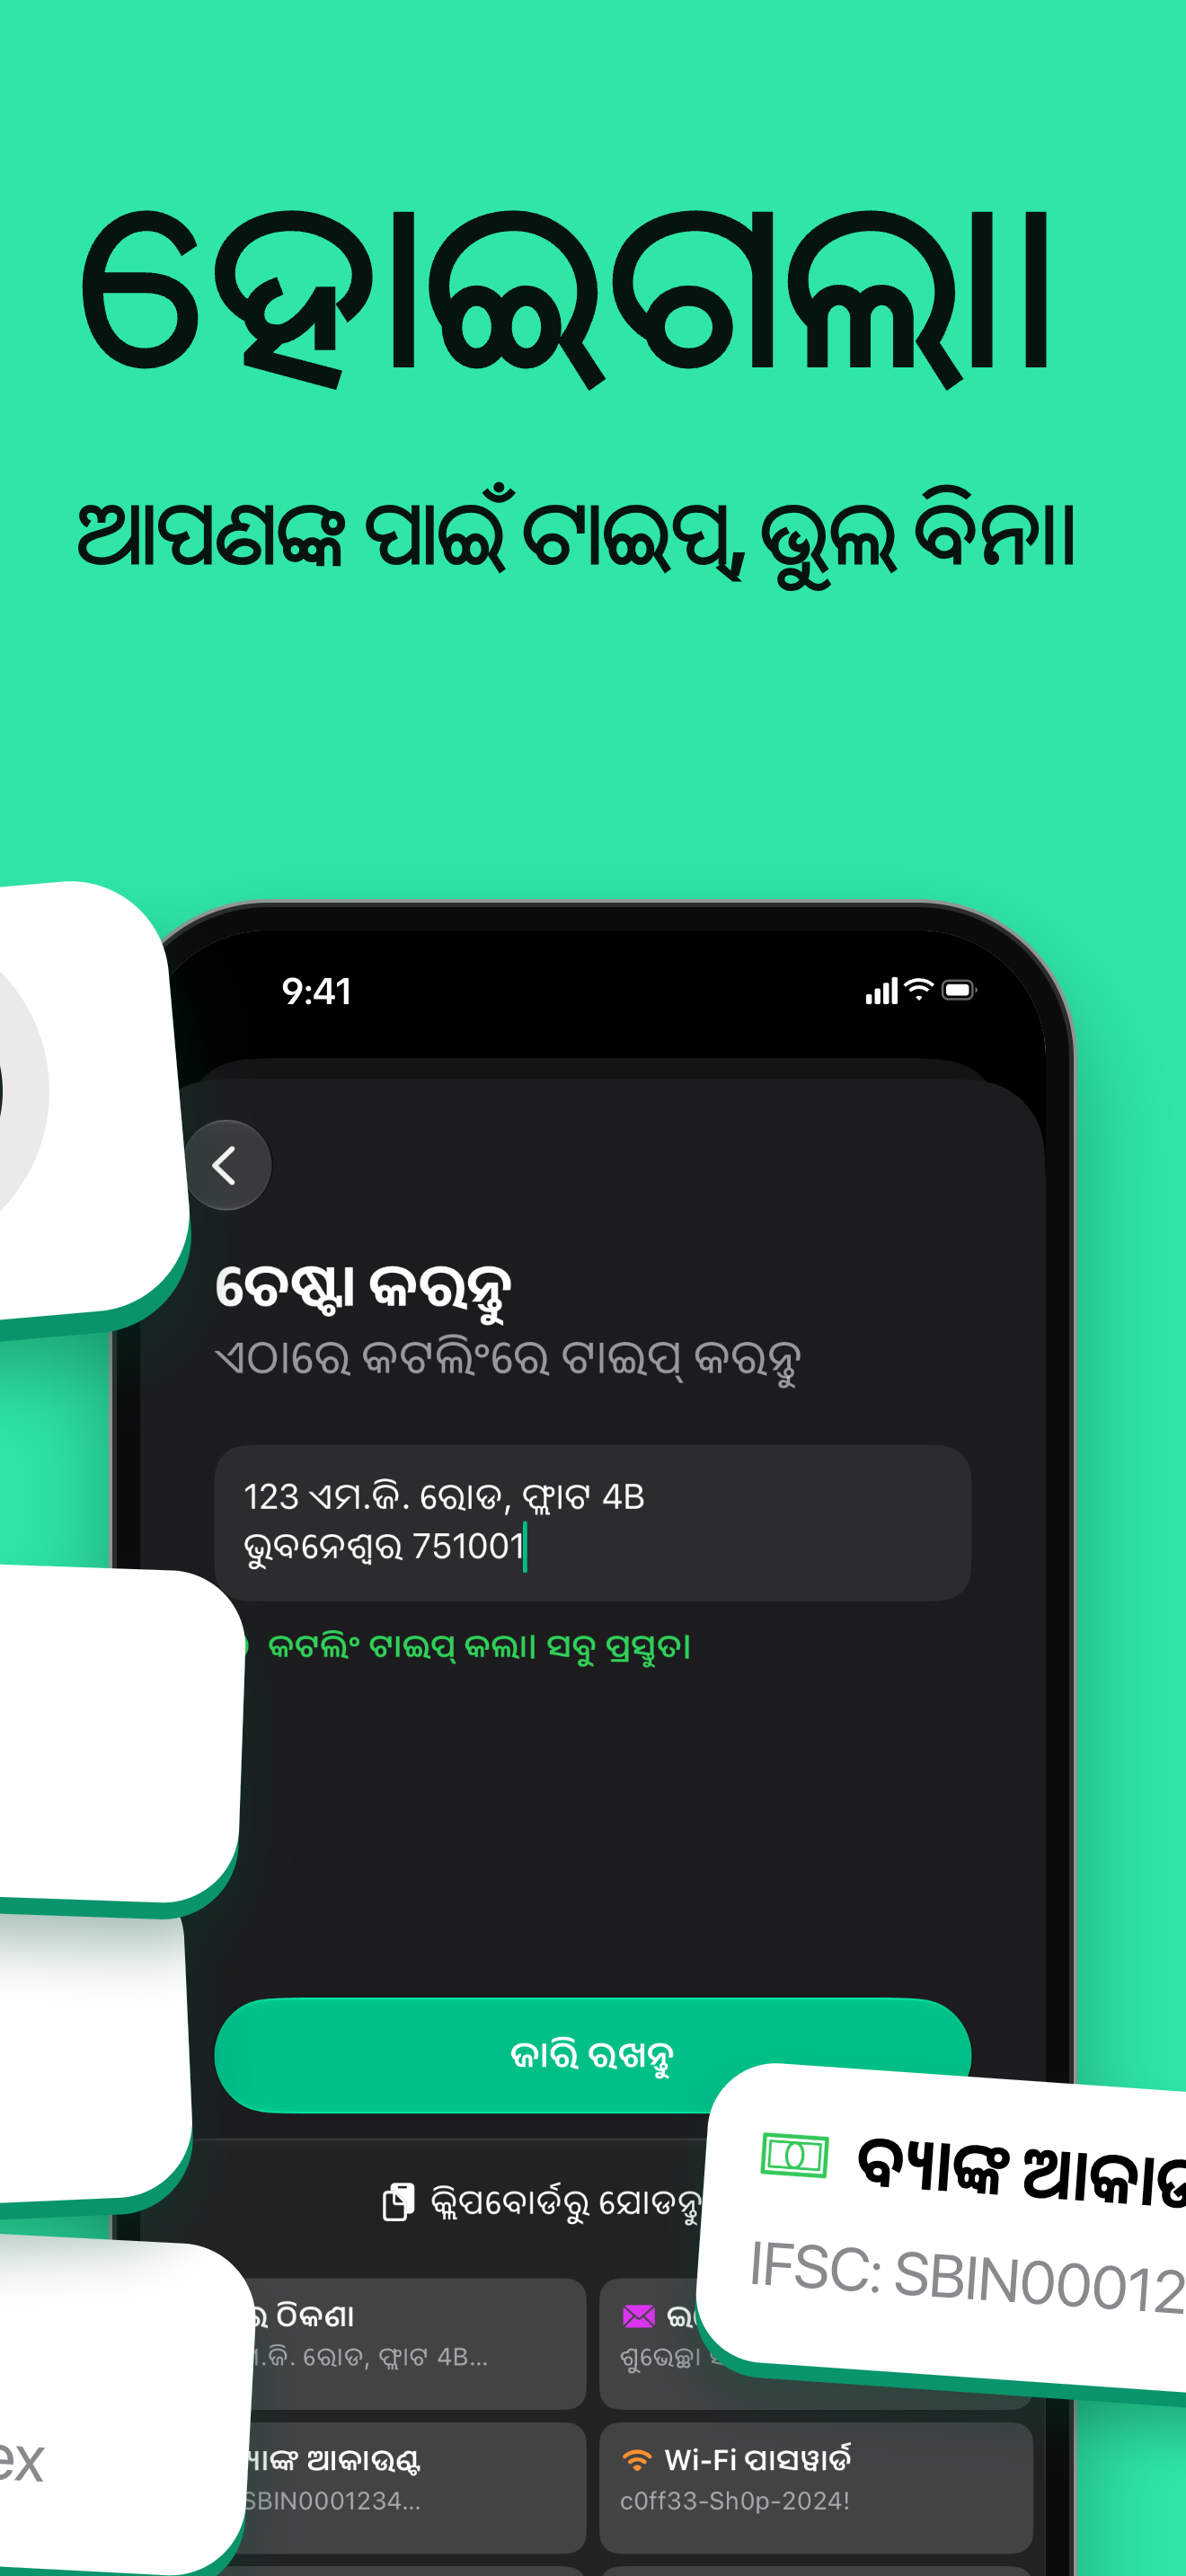 ହୋଇଗଲା।
ଆପଣଙ୍କ ପାଇଁ ଟାଇପ୍, ଭୁଲ୍ ବିନା।
9:41
ଚେଷ୍ଟା କରନ୍ତୁ
ଏଠାରେ କଟଲିଂରେ ଟାଇପ୍ କରନ୍ତୁ
123 ଏମ.ଜି. ରୋଡ, ଫ୍ଲାଟ 4B
ଭୁବନେଶ୍ୱର 751001
କଟଲିଂ ଟାଇପ୍ କଲା। ସବୁ ପ୍ରସ୍ତୁତ।
ଜାରି ରଖନ୍ତୁ
ବ୍ୟାଙ୍କ ଆକାଉ
IFSC: SBIN00012
କ୍ଲିପବୋର୍ଡରୁ ଯୋଡନ୍ତୁ
ଠିକଣା
.ଜି. ରୋଡ, ଫ୍ଲାଟ 4B...
ଶୁଭେଚ୍ଛା
ex
ବ୍ୟାଙ୍କ ଆକାଉଣ୍ଟ
SBIN0001234...
Wi-Fi ପାସୱାର୍ଡ
c0ff33-Sh0p-2024!